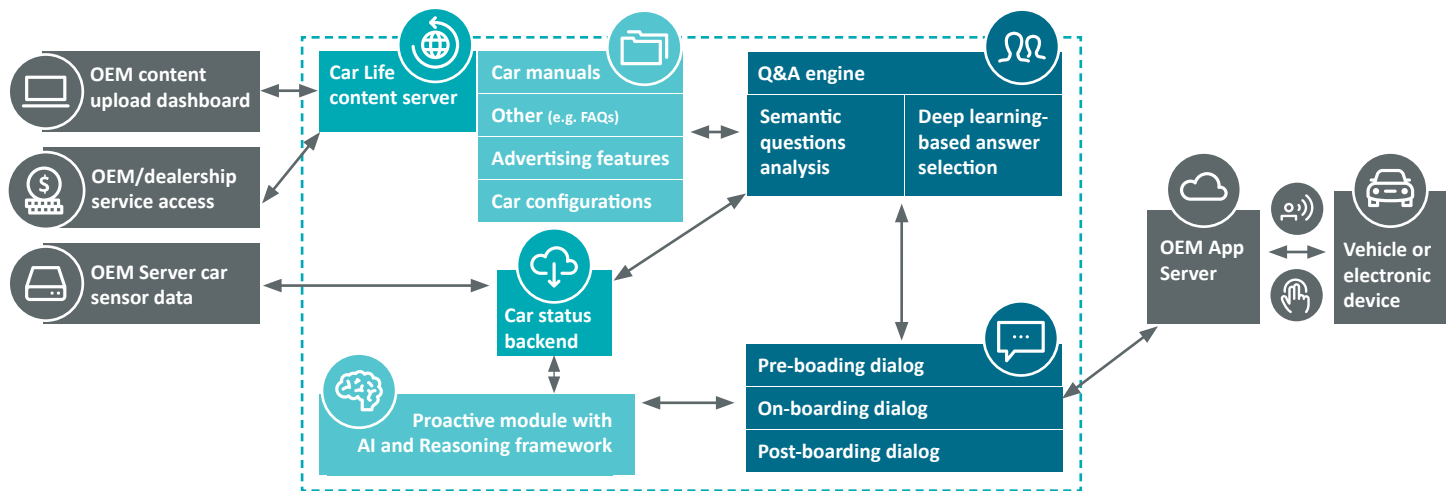 OEM content
upload dashboard
OEM/dealership
service access
OEM Server car
sensor data
Car Life
content server
Car manuals
Other (e.g. FAQs)
Advertising features
Car configurations
Q&A engine
Semantic
questions
analysis
Deep learning-
based answer
selection
Car status
backend
Proactive module with
AI and Reasoning framework
Pre-boading dialog
On-boarding dialog
Post-boarding dialog
OEM App
Server
Vehicle or
electronic
device
$